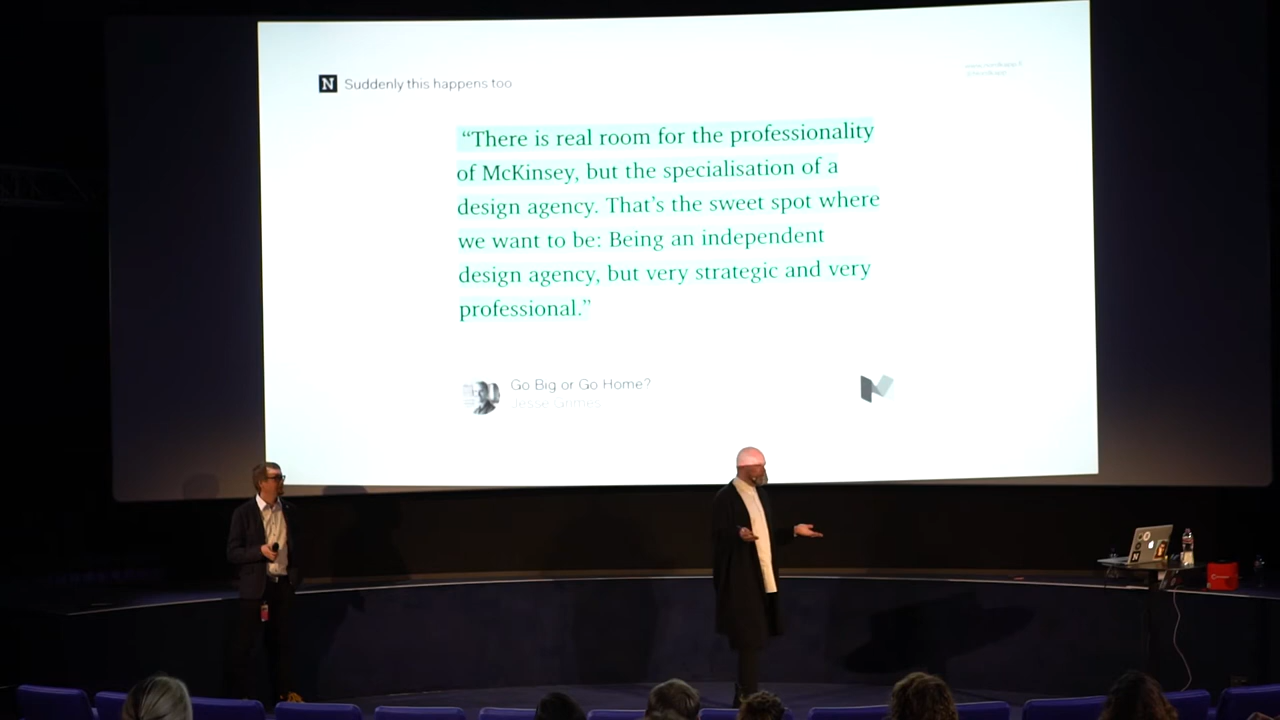 N Suddenly this happens too
“There is real room for the professionality
of McKinsey, but the specialisation of a
design agency. That’s the sweet spot where
we want to be: Being an independent
design agency, but very strategic and very
professional.”
Go Big or Go Home?
Jesse Grimes